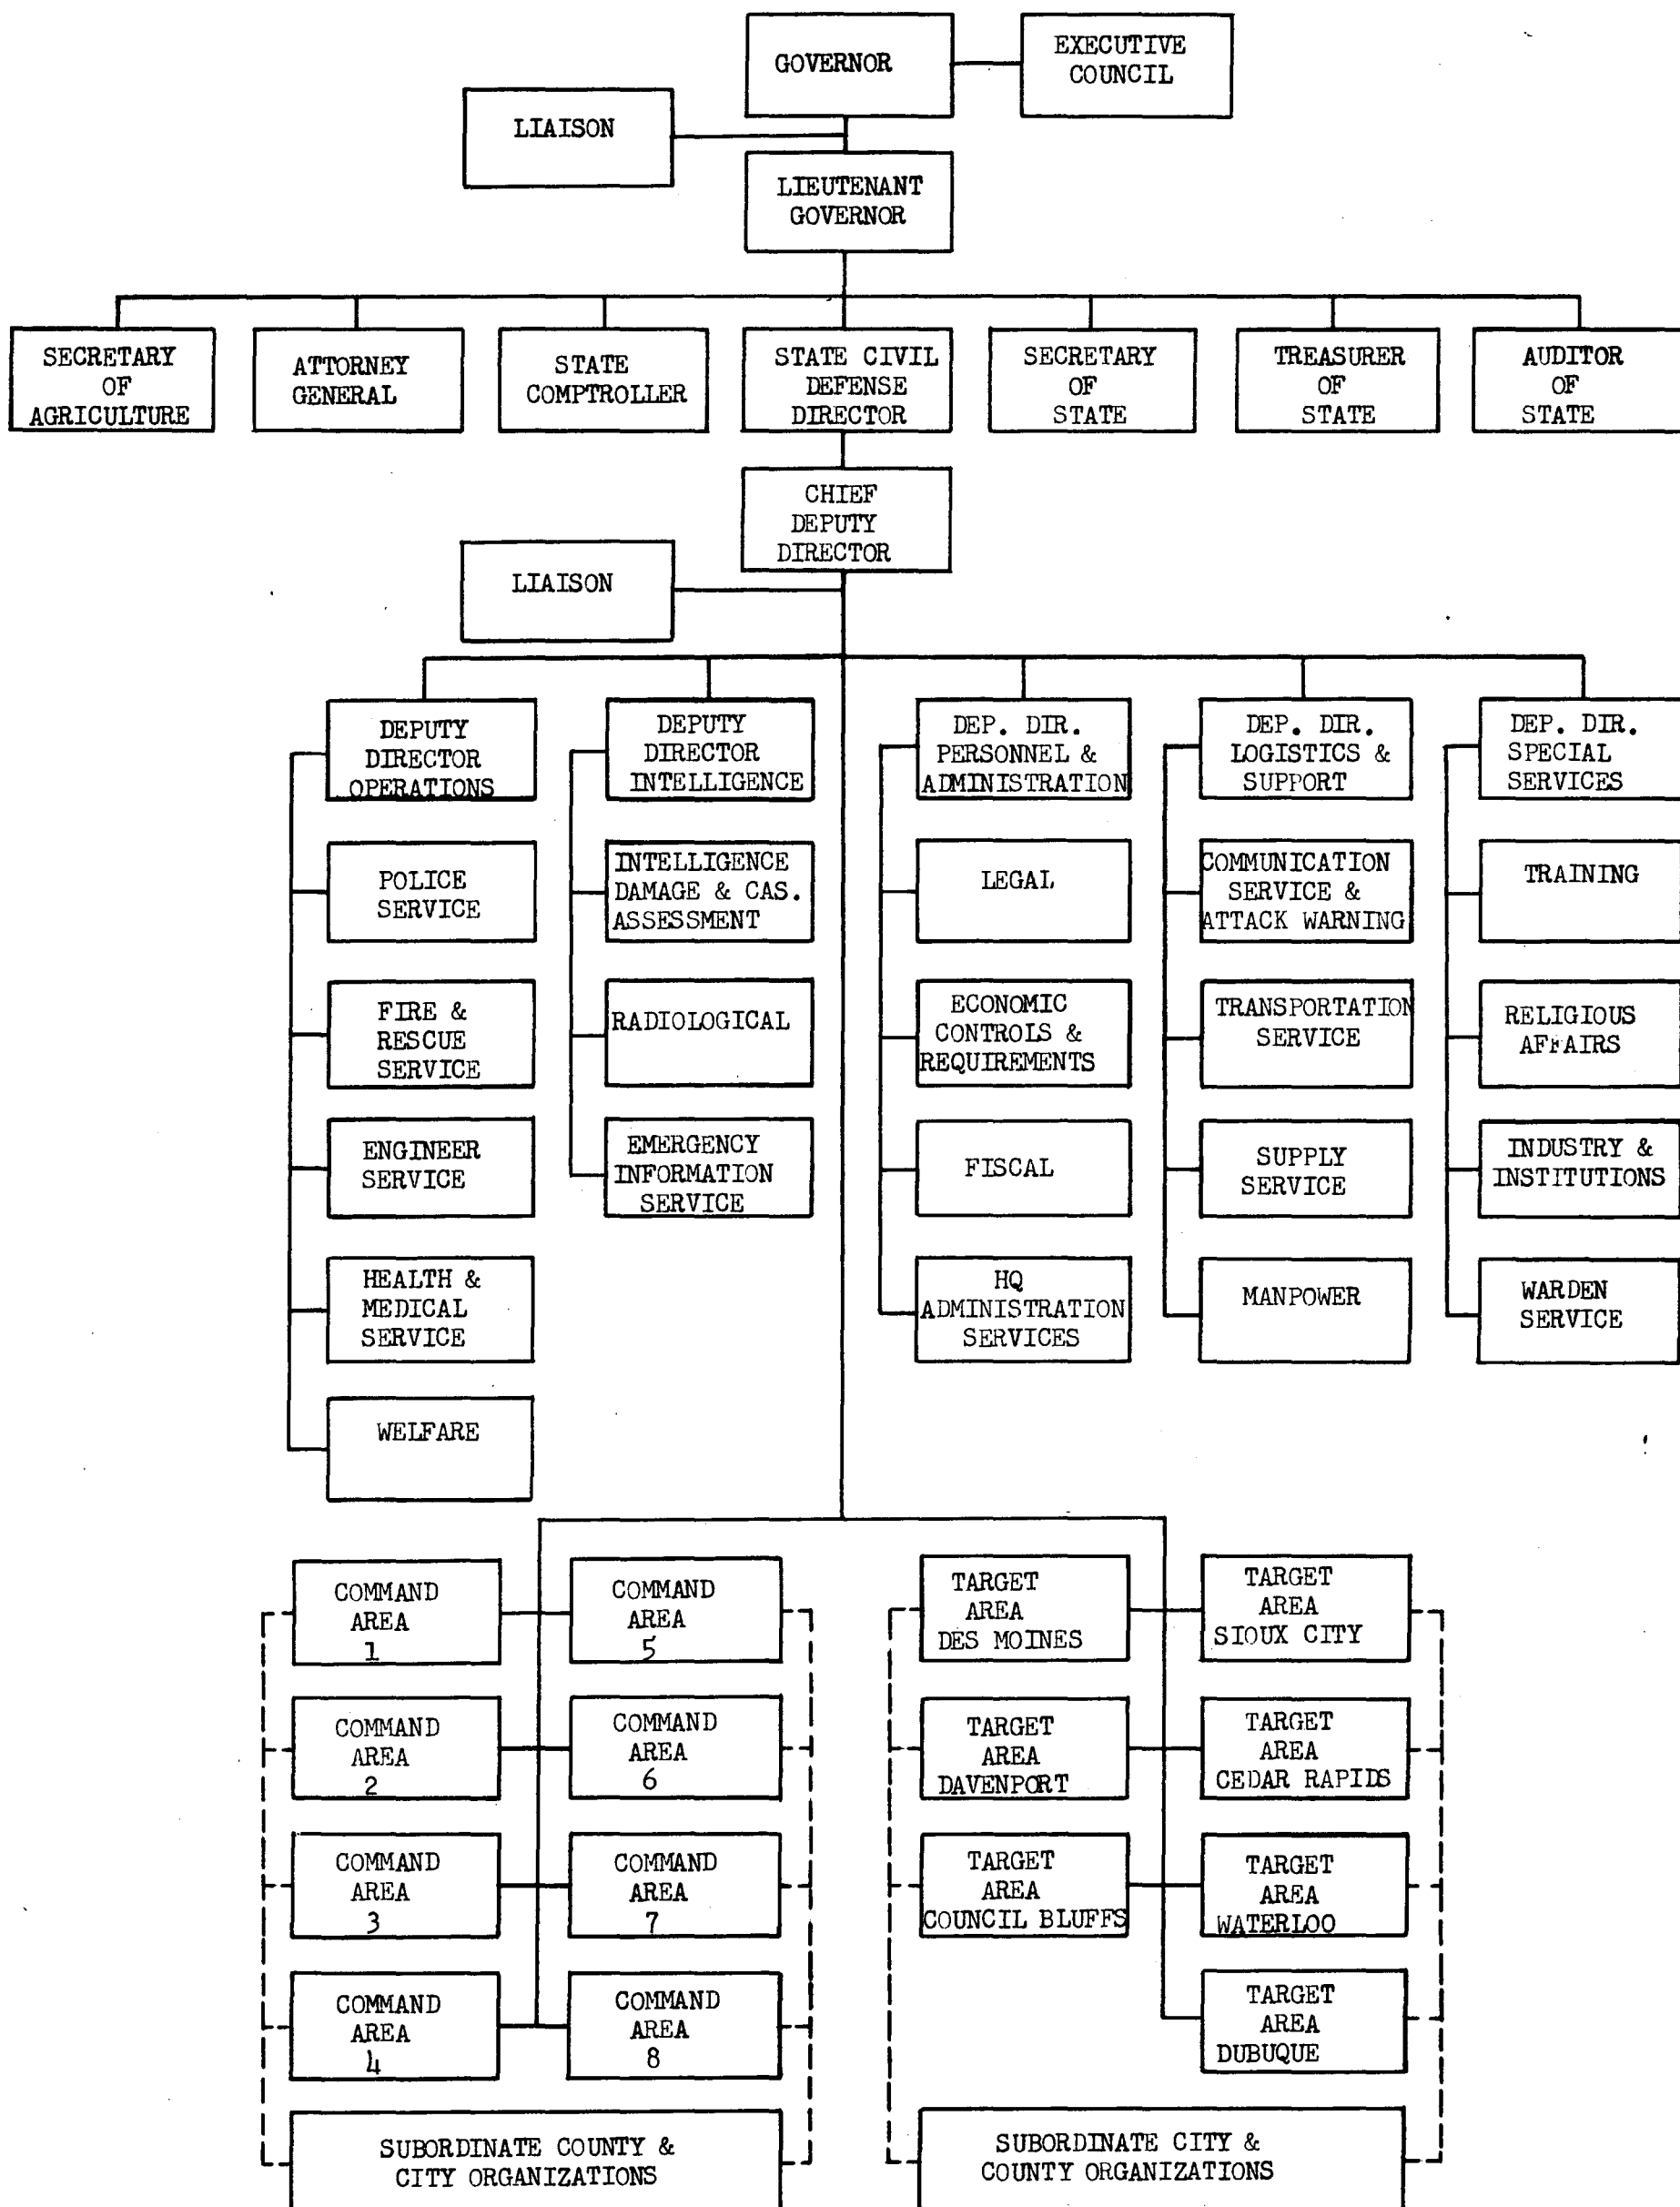 GOVERNOR
EXECUTIVE
COUNCIL
LIAISON
LIEUTENANT
GOVERNOR
SECRETARY
OF
AGRICULTURE
ATTORNEY
GENERAL
STATE
COMPTROLLER
STATE CIVIL
DEFENSE
DIRECTOR
SECRETARY
OF
STATE
TREASURER
OF
STATE
AUDITOR
OF
STATE
CHIEF
DEPUTY
DIRECTOR
LIAISON
DEPUTY
DIRECTOR
OPERATIONS
DEPUTY
DIRECTOR
INTELLIGENCE
DEP. DIR.
PERSONNEL &
ADMINISTRATION
DEP. DIR.
LOGISTICS &
SUPPORT
DEP. DIR.
SPECIAL
SERVICES
POLICE
SERVICE
INTELLIGENCE
DAMAGE & CAS.
ASSESSMENT
LEGAL
COMMUNICATION
SERVICE &
ATTACK WARNING
TRAINING
FIRE &
RESCUE
SERVICE
RADIOLOGICAL
ECONOMIC
CONTROLS &
REQUIREMENTS
TRANSPORTATION
SERVICE
RELIGIOUS
AFFAIRS
ENGINEER
SERVICE
EMERGENCY
INFORMATION
SERVICE
FISCAL
SUPPLY
SERVICE
INDUSTRY &
INSTITUTIONS
HEALTH &
MEDICAL
SERVICE
HQ
ADMINISTRATION
SERVICES
MANPOWER
WARDEN
SERVICE
WELFARE
COMMAND
AREA
1
COMMAND
AREA
5
TARGET
AREA
DES MOINES
TARGET
AREA
SIOUX CITY
COMMAND
AREA
2
COMMAND
AREA
6
TARGET
AREA
DAVENPORT
TARGET
AREA
CEDAR RAPIDS
COMMAND
AREA
3
COMMAND
AREA
7
TARGET
AREA
COUNCIL BLUFFS
TARGET
AREA
WATERLOO
COMMAND
AREA
4
COMMAND
AREA
8
TARGET
AREA
DUBUQUE
SUBORDINATE COUNTY &
CITY ORGANIZATIONS
SUBORDINATE CITY &
COUNTY ORGANIZATIONS